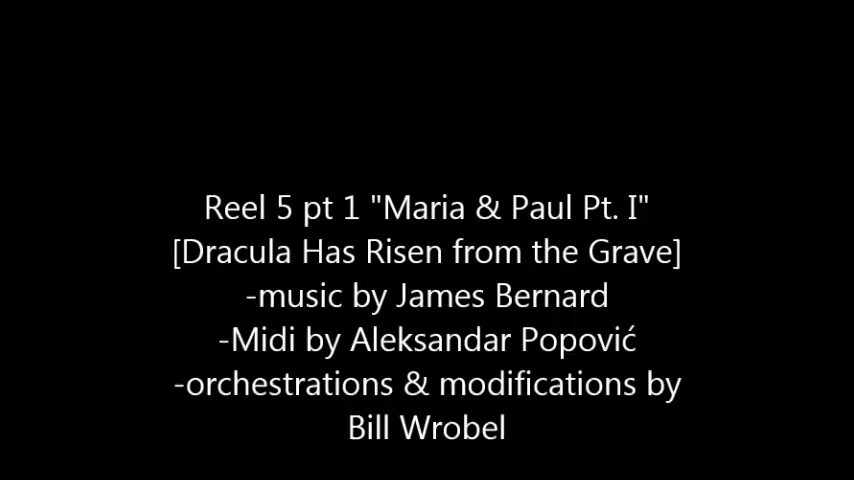 Reel 5 pt 1 "Maria & Paul Pt. I"
[Dracula Has Risen from the Grave]
-music by James Bernard
-Midi by Aleksandar Popović
-orchestrations & modifications by
Bill Wrobel